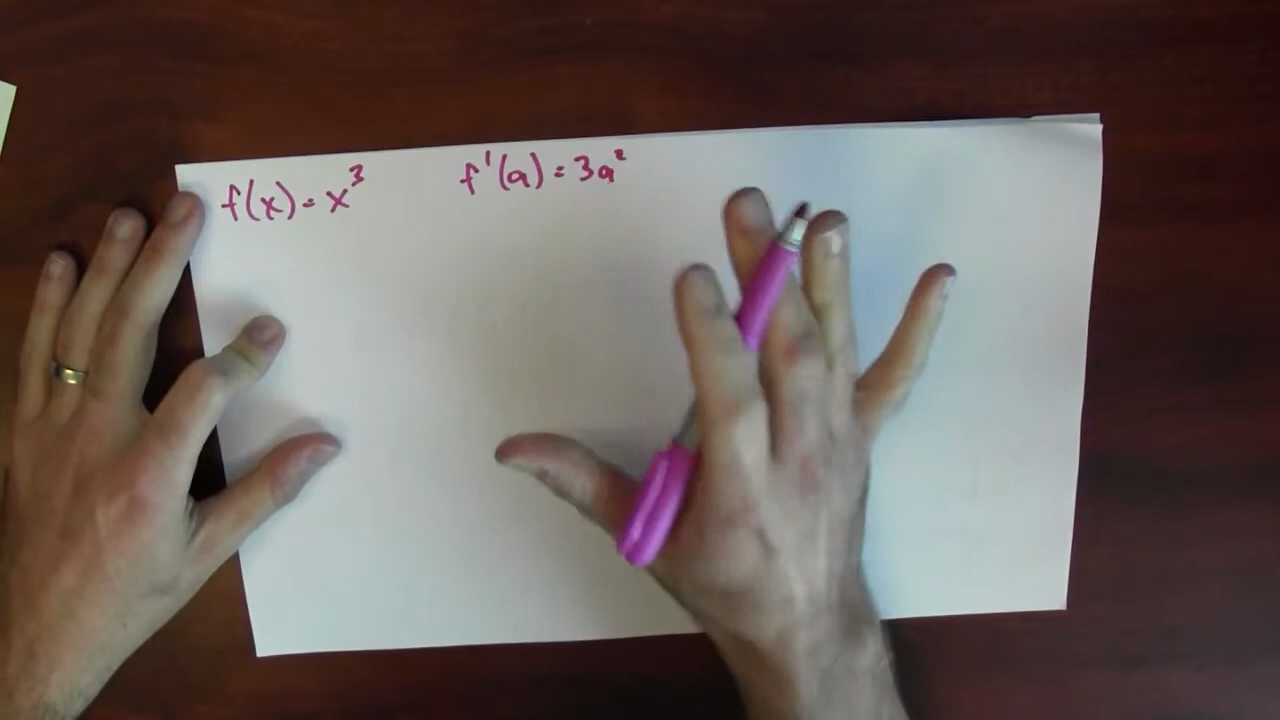 f(x) = x³ f'(a) = 3a²